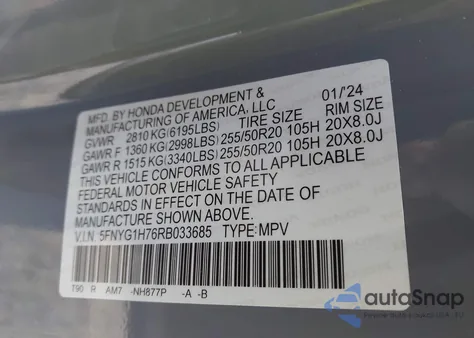 MFD. BY HONDA DEVELOPMENT & 01/'24
MANUFACTURING OF AMERICA, LLC
GVWR 2810 KG(6195LBS) TIRE SIZE RIM SIZE
GAWR F 1360 KG(2998LBS) 255/50R20 105H 20X8.0J
GAWR R 1515 KG(3340LBS) 255/50R20 105H 20X8.0J
THIS VEHICLE CONFORMS TO ALL APPLICABLE
FEDERAL MOTOR VEHICLE SAFETY
STANDARDS IN EFFECT ON THE DATE OF
MANUFACTURE SHOWN ABOVE.
V.I.N. 5FNYG1H76RB033685 TYPE:MPV
T90 R AM7 -NH877P -A -B
autoSnap